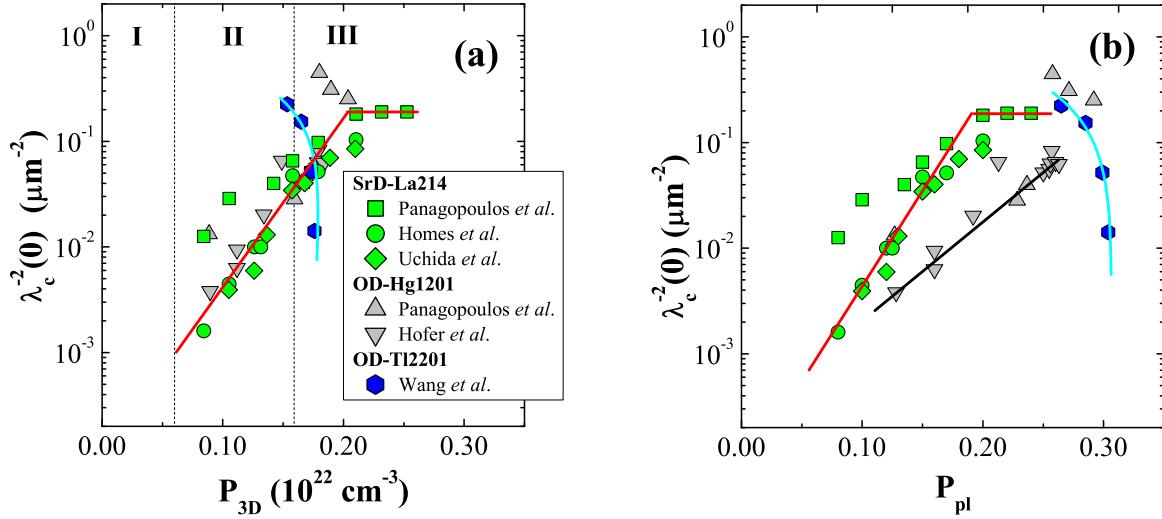 I II III
(a)
10⁰
10⁻¹
10⁻²
10⁻³
λc⁻²(0) (μm⁻²)
0.00 0.10 0.20
P3D (10²² cm⁻³)
SrD-La214
Panagopoulos et al.
Homes et al.
Uchida et al.
OD-Hg1201
Panagopoulos et al.
Hofer et al.
OD-Tl2201
Wang et al.
(b)
10⁰
10⁻¹
10⁻²
10⁻³
λc⁻²(0) (μm⁻²)
0.00 0.10 0.20 0.30
Ppl